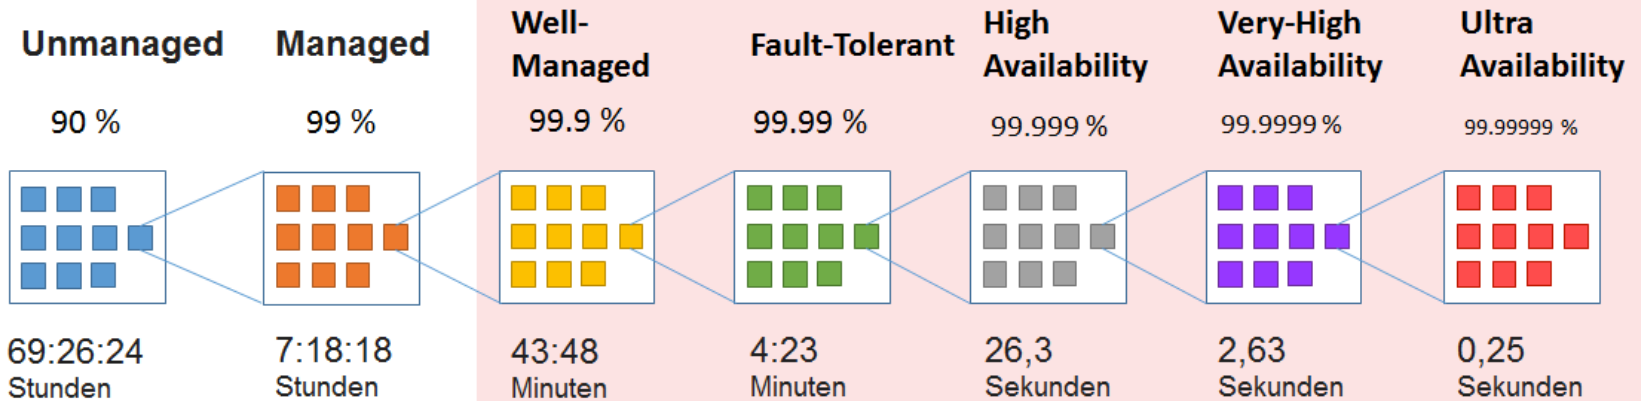 Unmanaged
90 %
69:26:24
Stunden
Managed
99 %
7:18:18
Stunden
Well-
Managed
99.9 %
43:48
Minuten
Fault-Tolerant
99.99 %
4:23
Minuten
High
Availability
99.999 %
26,3
Sekunden
Very-High
Availability
99.9999 %
2,63
Sekunden
Ultra
Availability
99.99999 %
0,25
Sekunden